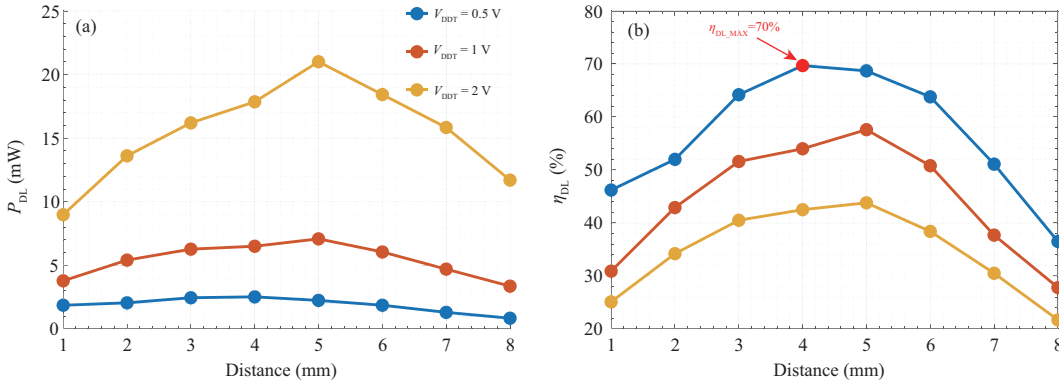 (a)
V_DDT = 0.5 V
V_DDT = 1 V
V_DDT = 2 V
25
20
15
10
5
0
P_DL (mW)
1 2 3 4 5 6 7 8
Distance (mm)
(b)
η_DL_MAX=70%
80
70
60
50
40
30
20
η_DL (%)
1 2 3 4 5 6 7 8
Distance (mm)